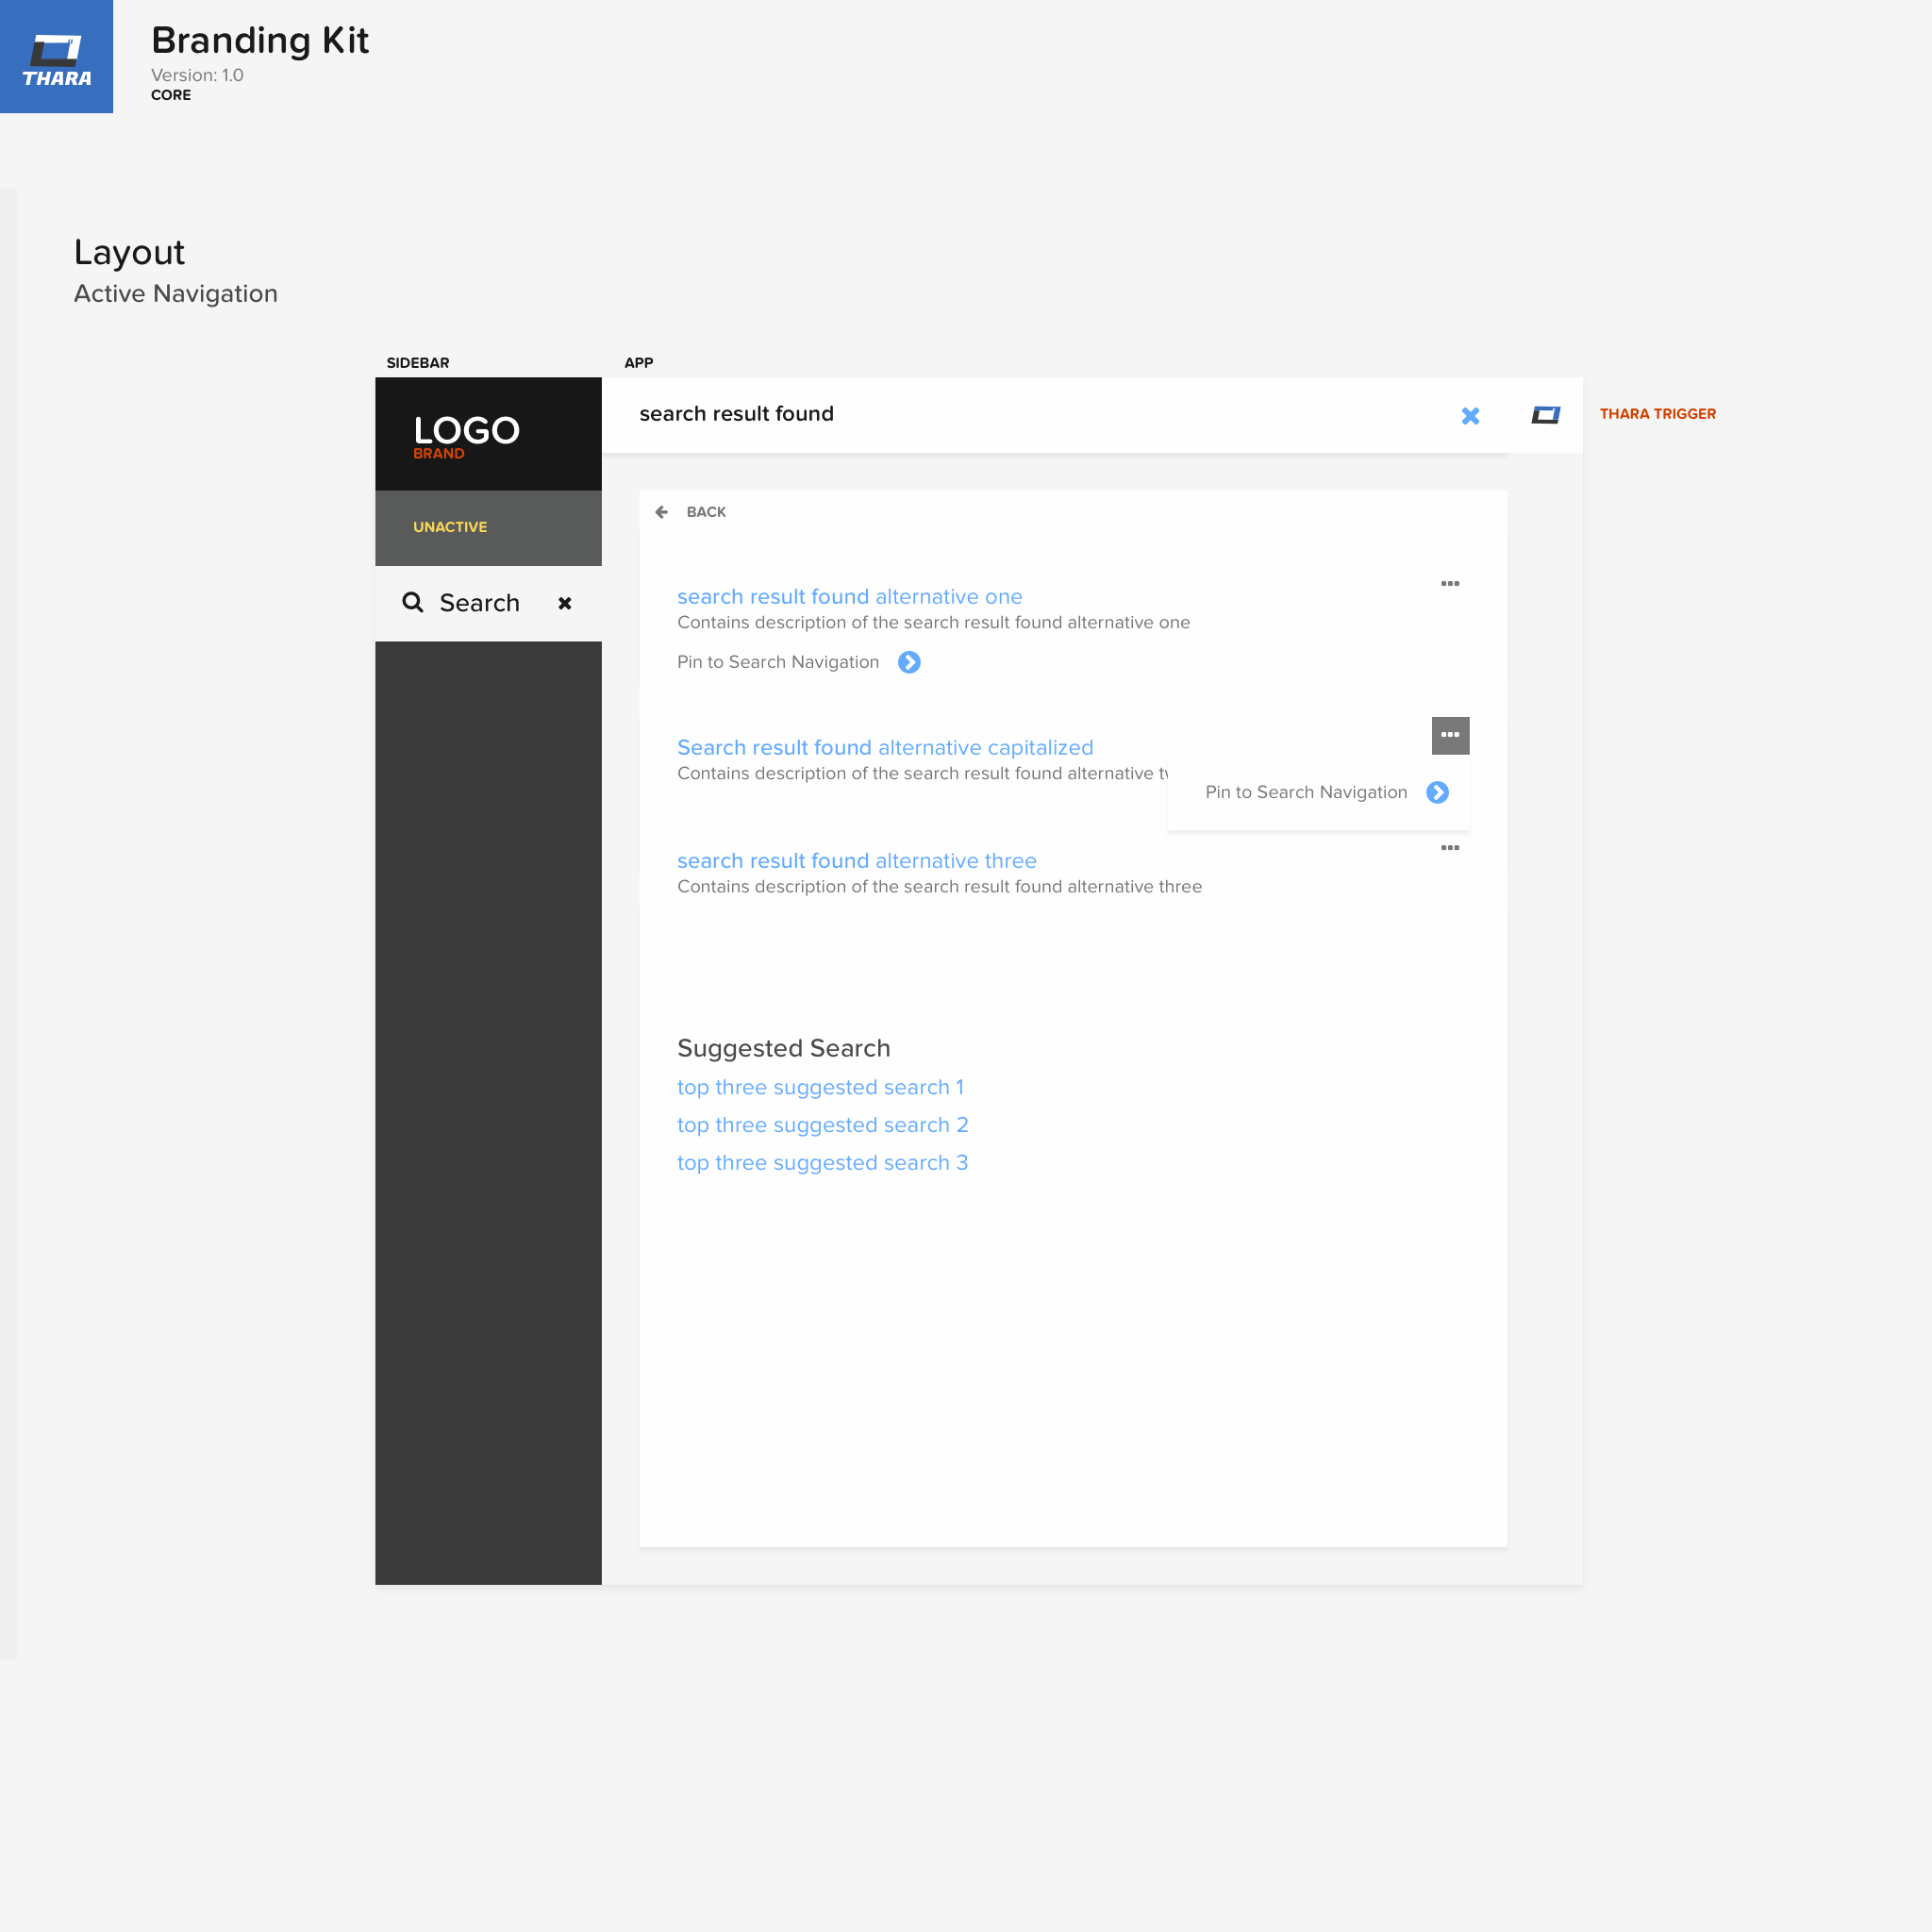 THARA
Branding Kit
Version: 1.0
CORE
Layout
Active Navigation
SIDEBAR
APP
LOGO
BRAND
search result found
THARA TRIGGER
UNACTIVE
BACK
Search
search result found alternative one
Contains description of the search result found alternative one
Pin to Search Navigation
Search result found alternative capitalized
Contains description of the search result found alternative
Pin to Search Navigation
search result found alternative three
Contains description of the search result found alternative three
Suggested Search
top three suggested search 1
top three suggested search 2
top three suggested search 3